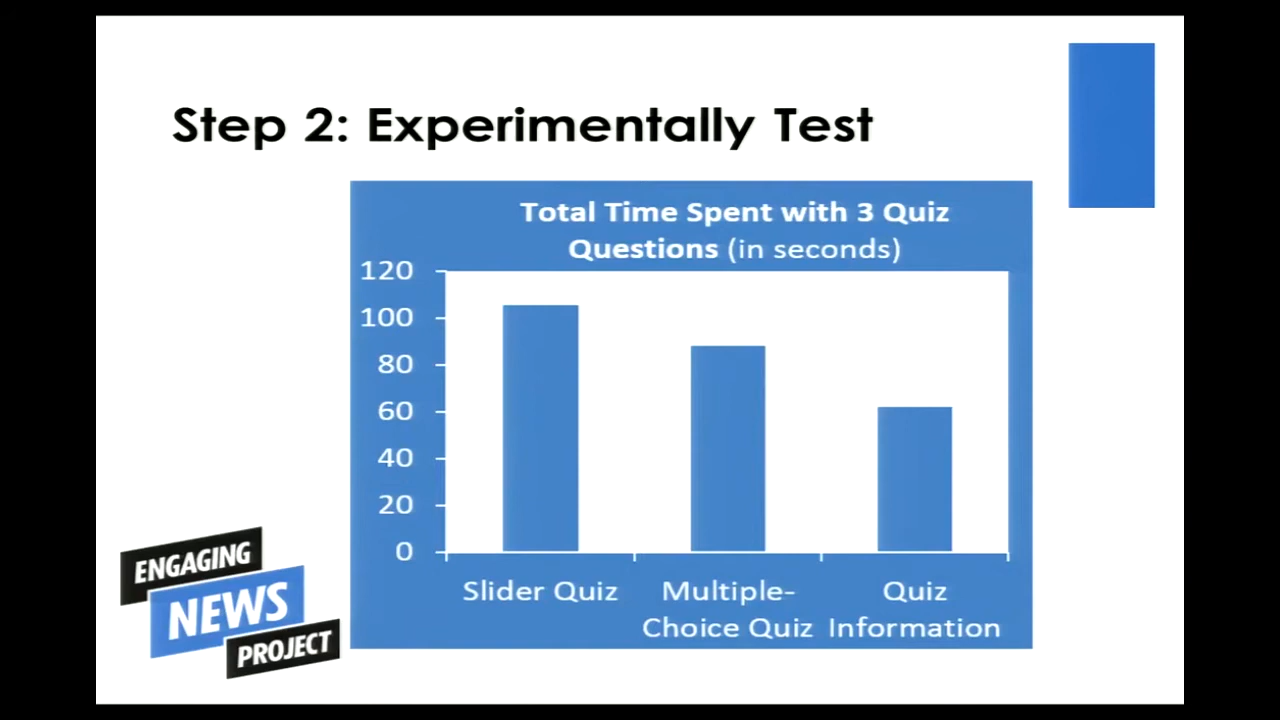 Step 2: Experimentally Test
Total Time Spent with 3 Quiz
Questions (in seconds)
120
100
80
60
40
20
0
Slider Quiz
Multiple-
Choice Quiz
Quiz
Information
ENGAGING
NEWS
PROJECT